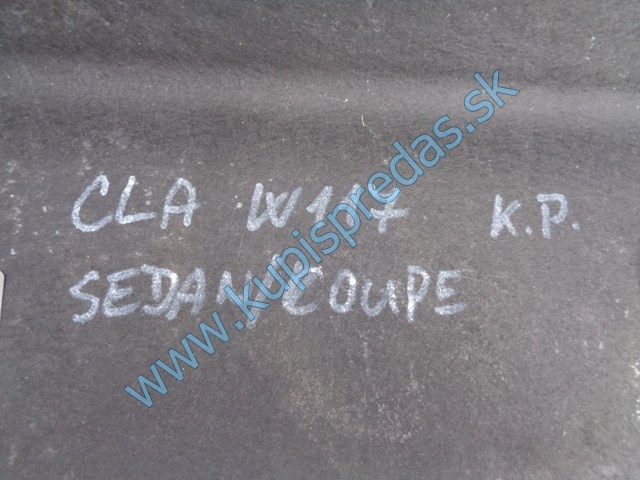 CLA W117 K.P.
SEDAN/COUPE
www.kupispredas.sk